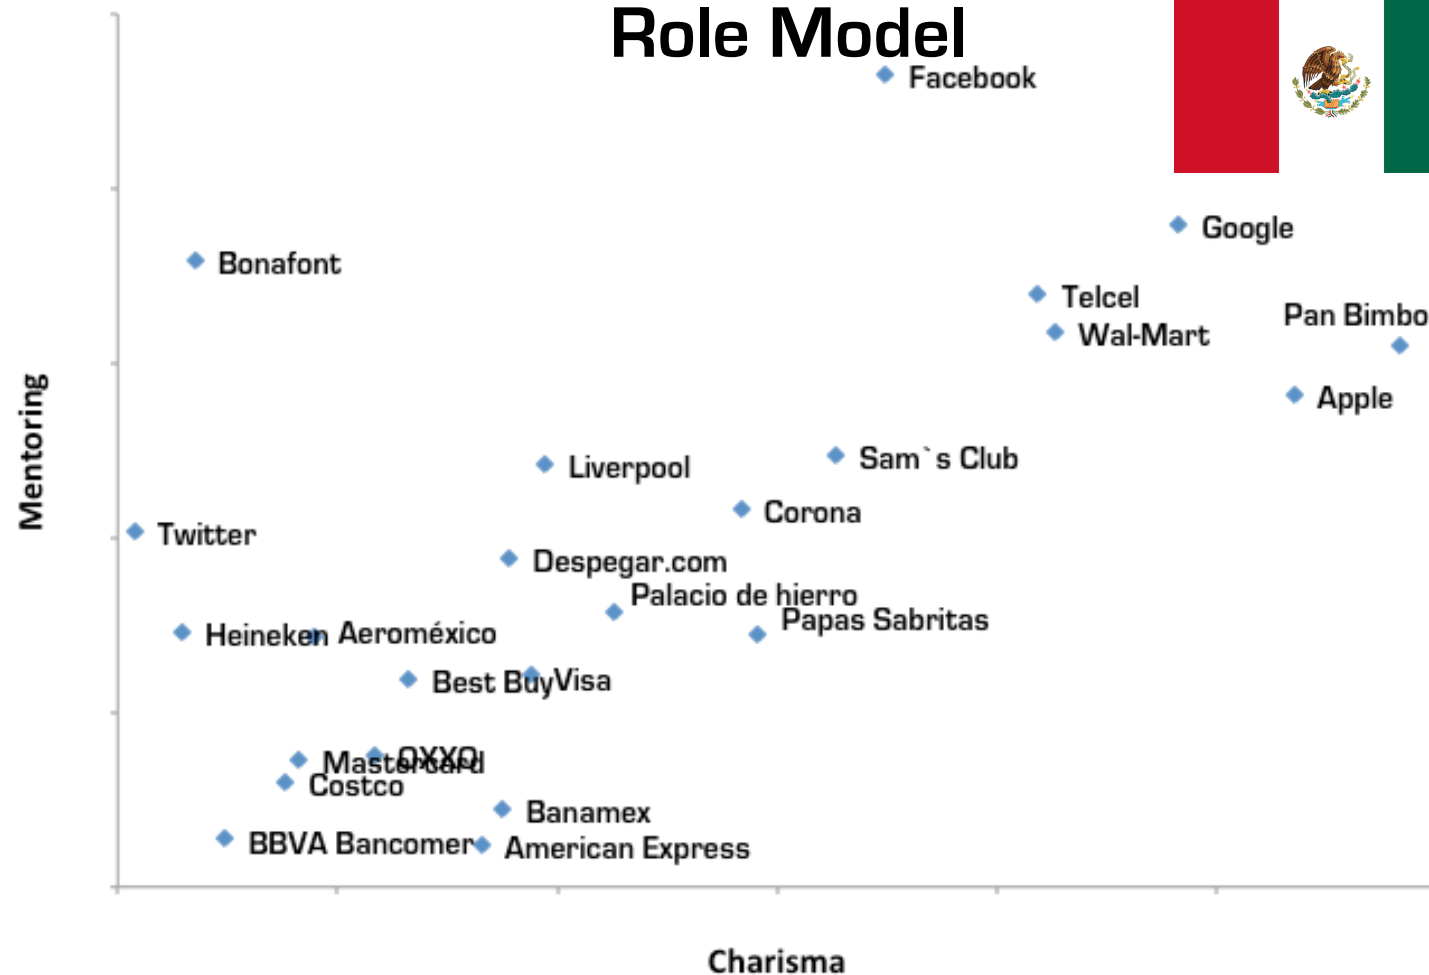 Role Model
Facebook
Google
Bonafont
Telcel
Pan Bimbo
Wal-Mart
Apple
Mentoring
Sam`s Club
Liverpool
Corona
Twitter
Despegar.com
Palacio de hierro
Papas Sabritas
Heineken
Aeroméxico
Best Buy
Visa
OXXO
Mastercard
Costco
Banamex
BBVA Bancomer
American Express
Charisma